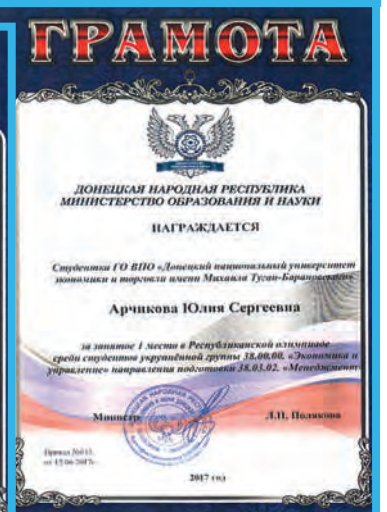 ГРАМОТА
ДОНЕЦКАЯ НАРОДНАЯ РЕСПУБЛИКА
МИНИСТЕРСТВО ОБРАЗОВАНИЯ И НАУКИ
НАГРАЖДАЕТСЯ
Студентка ГО ВПО «Донецкий национальный университет
экономики и торговли имени Михаила Туган-Барановского»
Арчикова Юлия Сергеевна
за занятое 1 место в Республиканской олимпиаде
среди студентов укрупнённой группы 38.00.00. «Экономика и
управление» направления подготовки 38.03.02. «Менеджмент»
Министр Л.П. Полякова
Приказ
2017 год